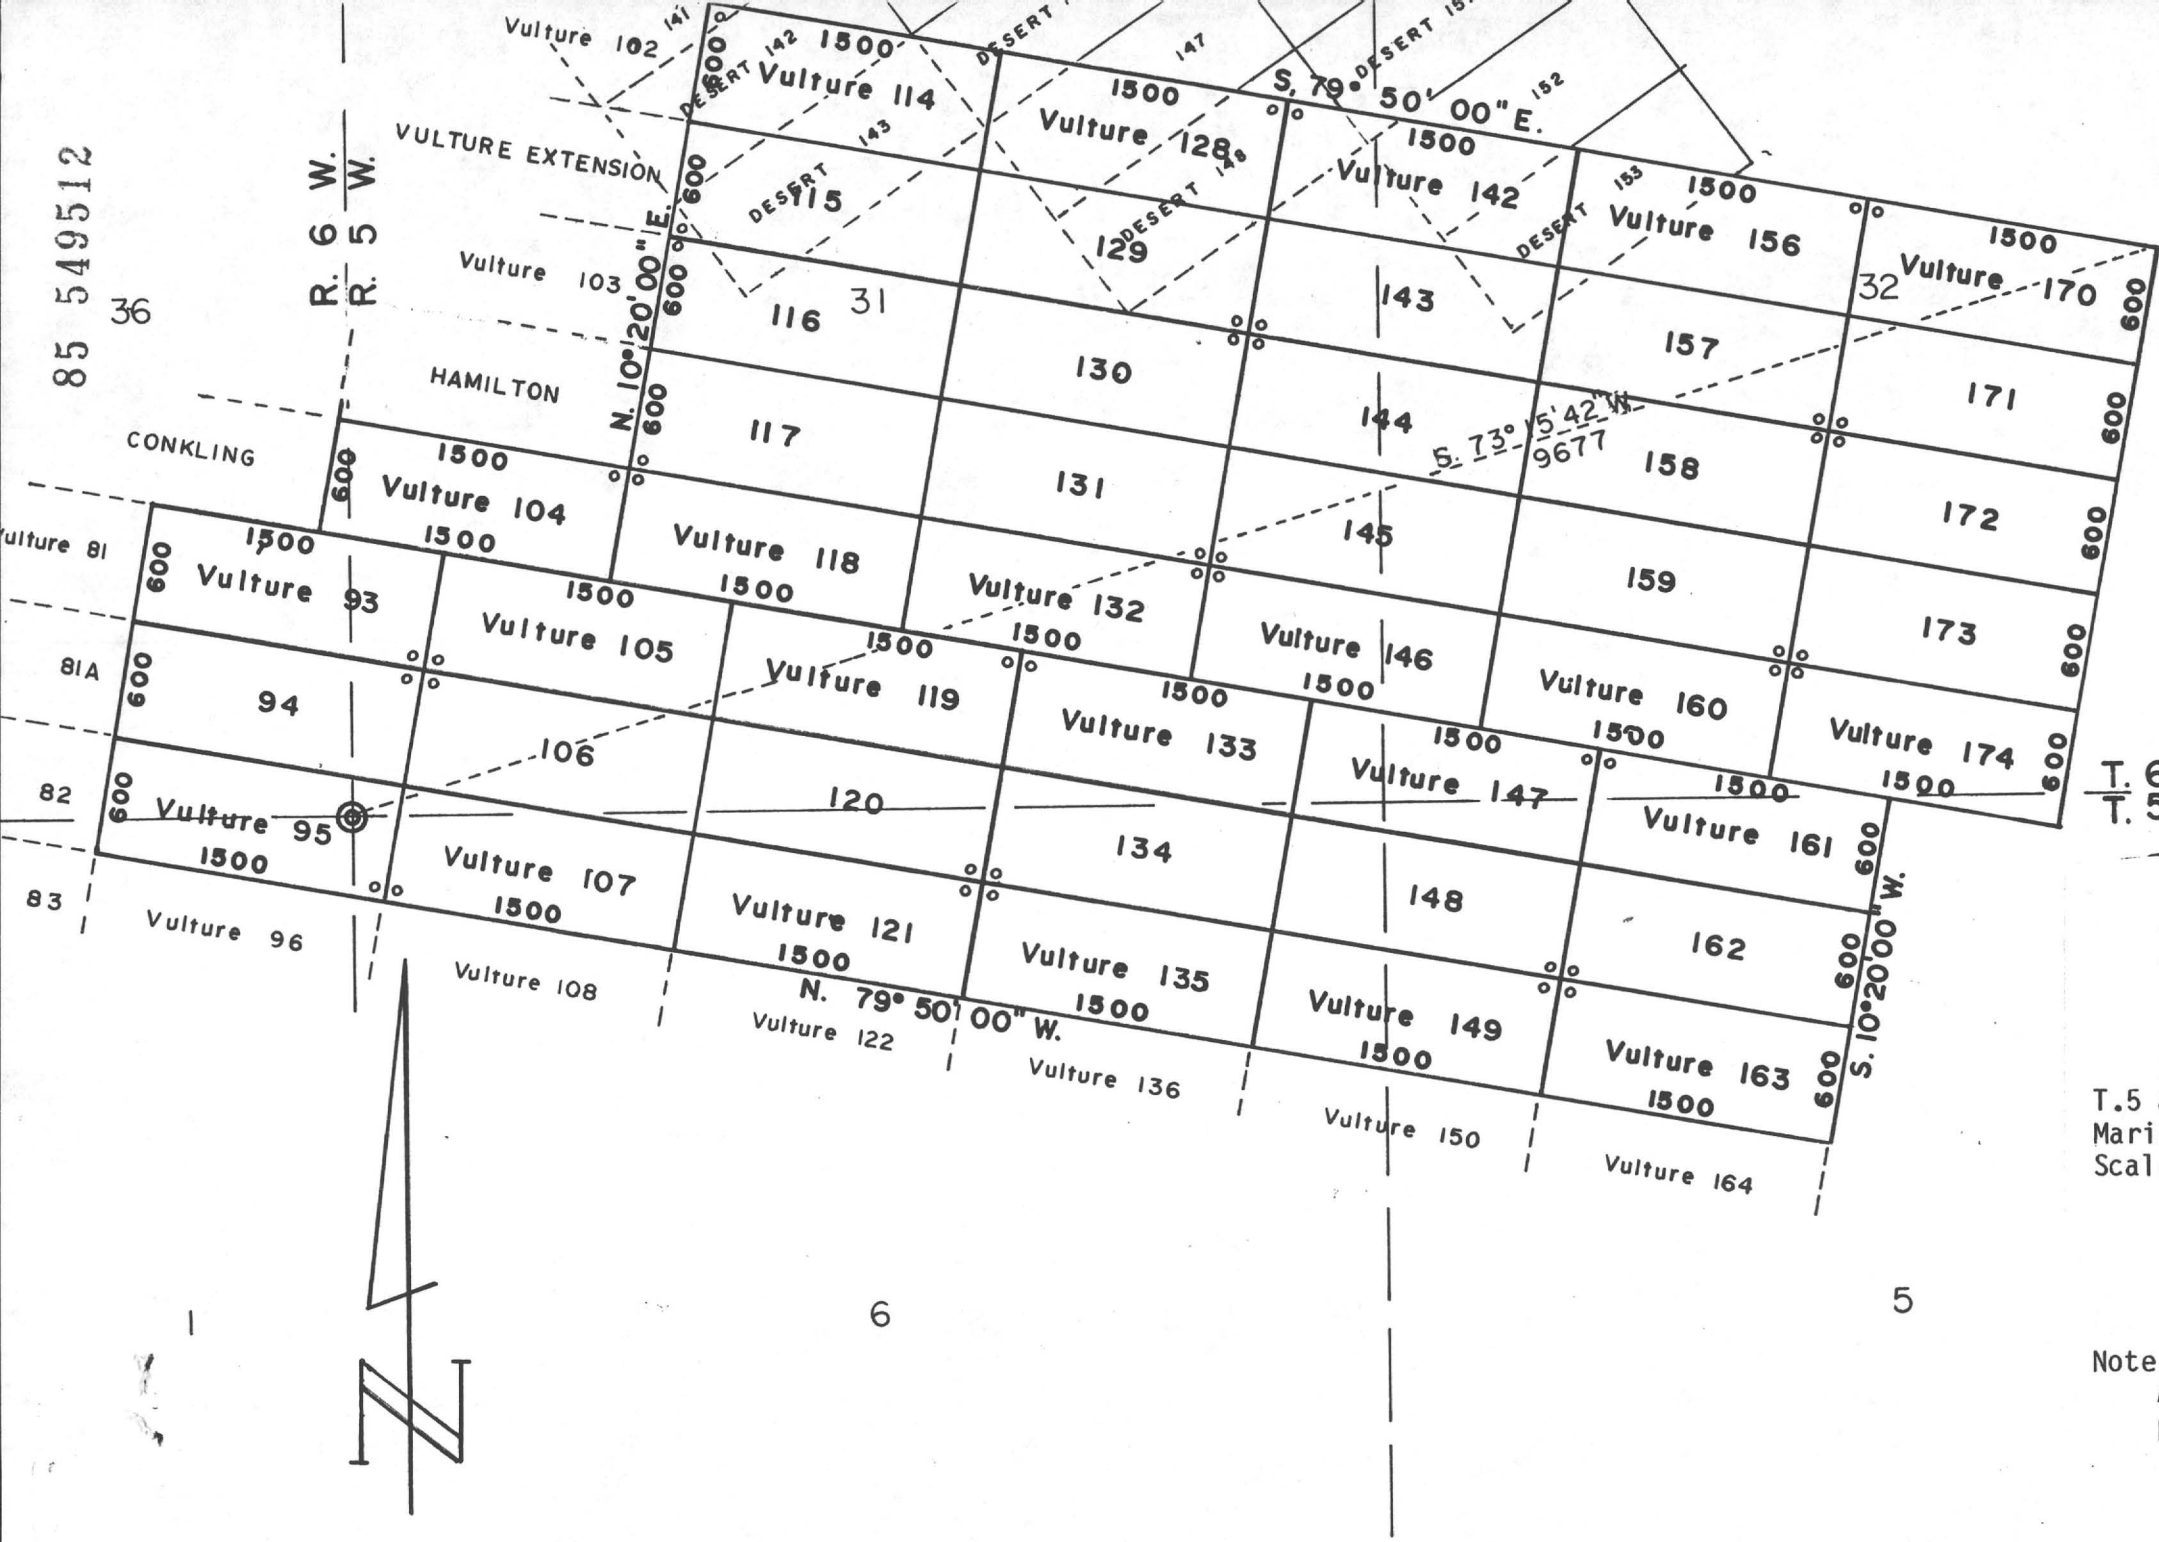 85 549512
36
R. 6 W.
R. 5 W.
Vulture 102
141
DESERT 142
600
1500
Vulture 114
143
DESERT
147
DESERT
152
1500
S. 79° 50' 00" E.
Vulture 128
148
DESERT
1500
Vulture 142
153
DESERT
1500
Vulture 156
1500
Vulture 170
600
VULTURE EXTENSION
600
DESERT
115
129
143
157
32
171
600
Vulture 103
N. 10° 20' 00" E.
600
116
31
130
144
158
172
600
S. 73° 15' 42" W
9677
HAMILTON
600
117
131
145
159
173
600
CONKLING
600
1500
Vulture 104
1500
Vulture 118
1500
Vulture 132
1500
Vulture 146
1500
Vulture 160
1500
Vulture 174
1500
600
81
600
1500
Vulture 93
1500
Vulture 105
1500
Vulture 119
1500
Vulture 133
1500
Vulture 147
1500
Vulture 161
600
81A
600
94
106
120
134
148
162
600
82
600
Vulture 95
1500
Vulture 107
1500
Vulture 121
1500
Vulture 135
1500
Vulture 149
1500
Vulture 163
1500
600
S. 10° 20' 00" W.
N. 79° 50' 00" W.
83
Vulture 96
Vulture 108
Vulture 122
Vulture 136
Vulture 150
Vulture 164
T. 6
T. 5
T.5
Mari
Scal
1
6
5
Note
N